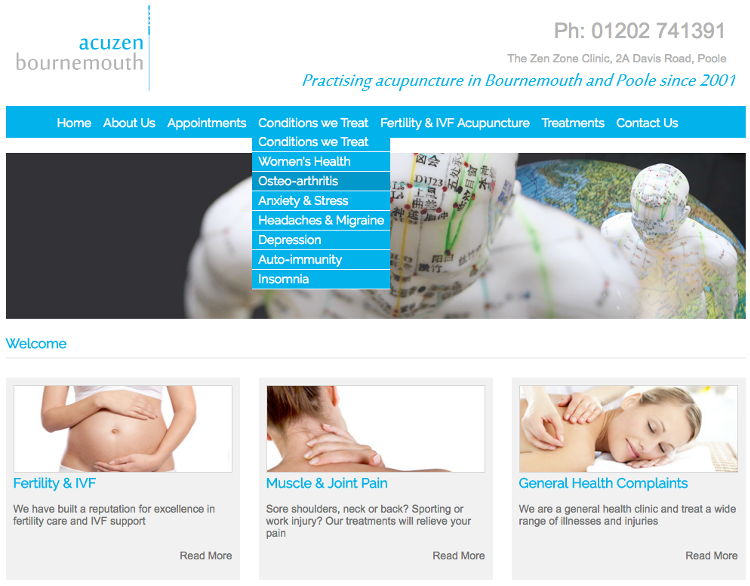 acuzen
bournemouth
Ph: 01202 741391
The Zen Zone Clinic, 2A Davis Road, Poole
Practising acupuncture in Bournemouth and Poole since 2001
Home About Us Appointments Conditions we Treat Fertility & IVF Acupuncture Treatments Contact Us
Conditions we Treat
Women's Health
Osteo-arthritis
Anxiety & Stress
Headaches & Migraine
Depression
Auto-immunity
Insomnia
Welcome
Fertility & IVF
We have built a reputation for excellence in
fertility care and IVF support
Read More
Muscle & Joint Pain
Sore shoulders, neck or back? Sporting or
work injury? Our treatments will relieve your
pain
Read More
General Health Complaints
We are a general health clinic and treat a wide
range of illnesses and injuries
Read More